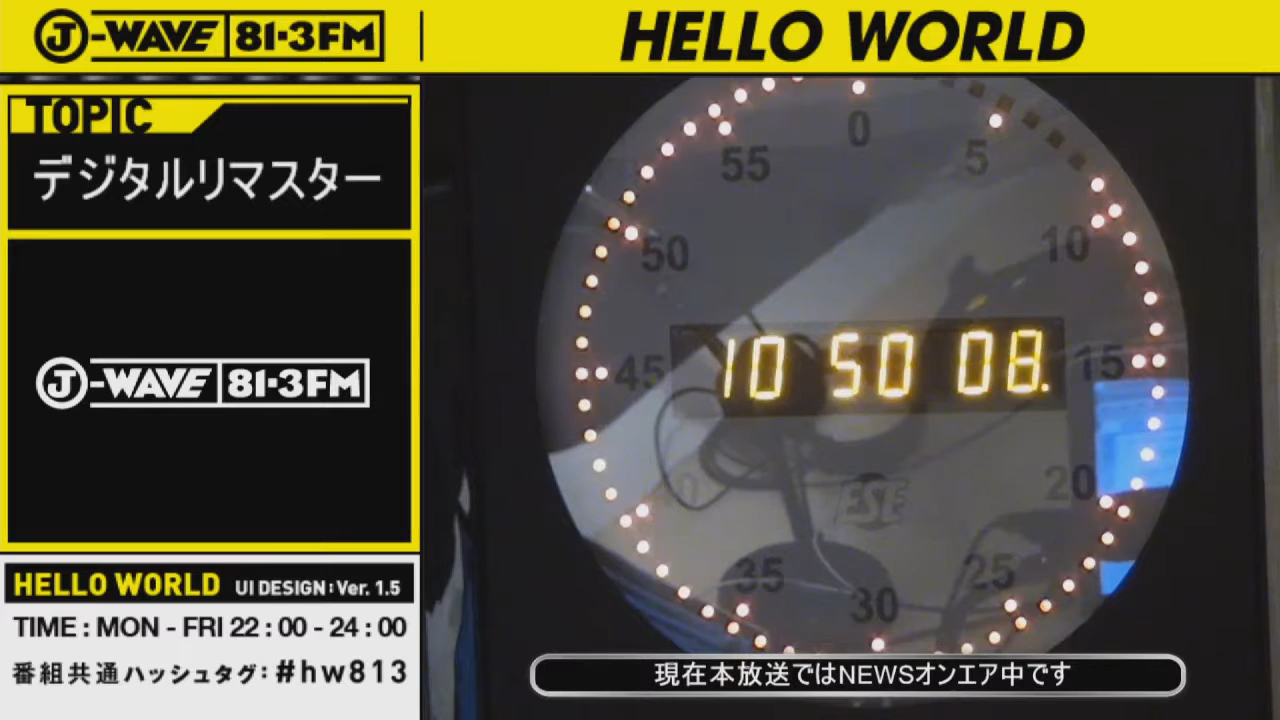 J-WAVE 81.3FM
HELLO WORLD
TOPIC
デジタルリマスター
J-WAVE 81.3FM
HELLO WORLD UI DESIGN:Ver. 1.5
TIME : MON - FRI 22 : 00 - 24 : 00
番組共通ハッシュタグ: #hw813
0
55
5
50
10
10 50 08.
45
15
20
ESE
35
25
30
現在本放送ではNEWSオンエア中です